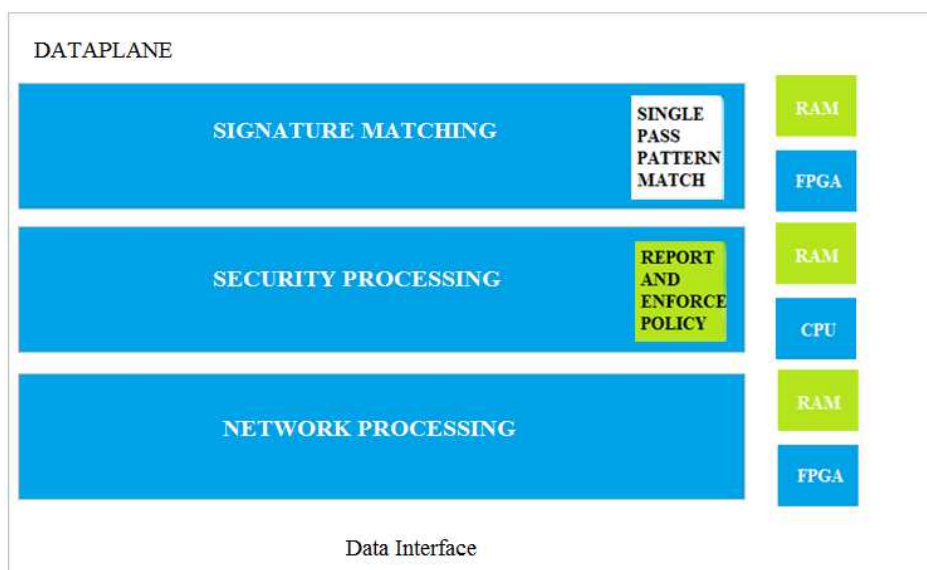 DATAPLANE
SIGNATURE MATCHING
SINGLE
PASS
PATTERN
MATCH
RAM
FPGA
SECURITY PROCESSING
REPORT
AND
ENFORCE
POLICY
RAM
CPU
NETWORK PROCESSING
RAM
FPGA
Data Interface